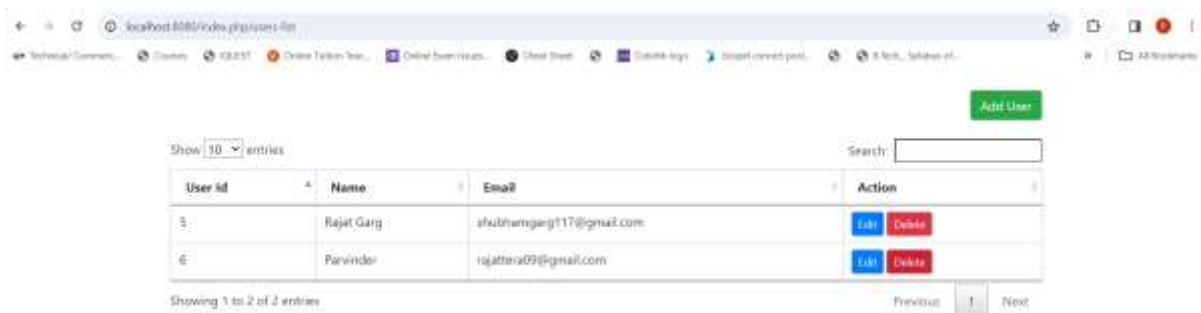 localhost:8080/index.php/users-list
Courses
Cheat Sheet
All Bookmarks
Add User
Show 10 entries
Search:
User Id Name Email Action
5 Rajat Garg shubhamgarg117@gmail.com Edit Delete
6 Parvinder rajattera09@gmail.com Edit Delete
Showing 1 to 2 of 2 entries
Previous 1 Next